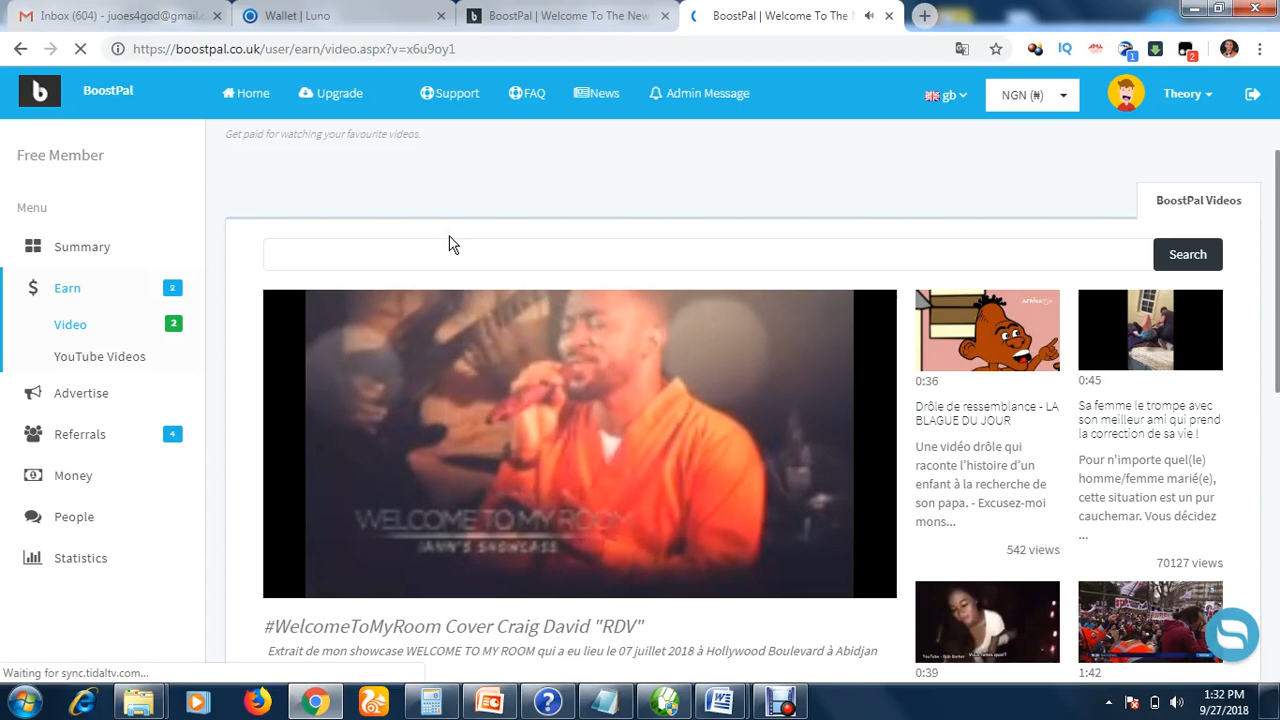 Inbox (604) - juoes4god@gmail.
Wallet | Luno
BoostPal | Welcome To The New
BoostPal | Welcome To The
https://boostpal.co.uk/user/earn/video.aspx?v=x6u9oy1
IQ
1
2
b
BoostPal
Home
Upgrade
Support
FAQ
News
Admin Message
gb
NGN (₦)
Theory
Get paid for watching your favourite videos.
Free Member
Menu
BoostPal Videos
Summary
Search
Earn
2
Video
2
YouTube Videos
Advertise
Referrals
4
Money
People
Statistics
WELCOME TO MY ROOM
IANN'S SHOWCASE
#WelcomeToMyRoom Cover Craig David "RDV"
Extrait de mon showcase WELCOME TO MY ROOM qui a eu lieu le 07 juillet 2018 à Hollywood Boulevard à Abidjan
0:36
Drôle de ressemblance - LA
BLAGUE DU JOUR
Une vidéo drôle qui
raconte l'histoire d'un
enfant à la recherche de
son papa. - Excusez-moi
mons...
542 views
0:45
Sa femme le trompe avec
son meilleur ami qui prend
la correction de sa vie !
Pour n'importe quel(le)
homme/femme marié(e),
cette situation est un pur
cauchemar. Vous décidez
...
70127 views
0:39
1:42
Waiting for sync.tidaltv.com...
1:32 PM
9/27/2018